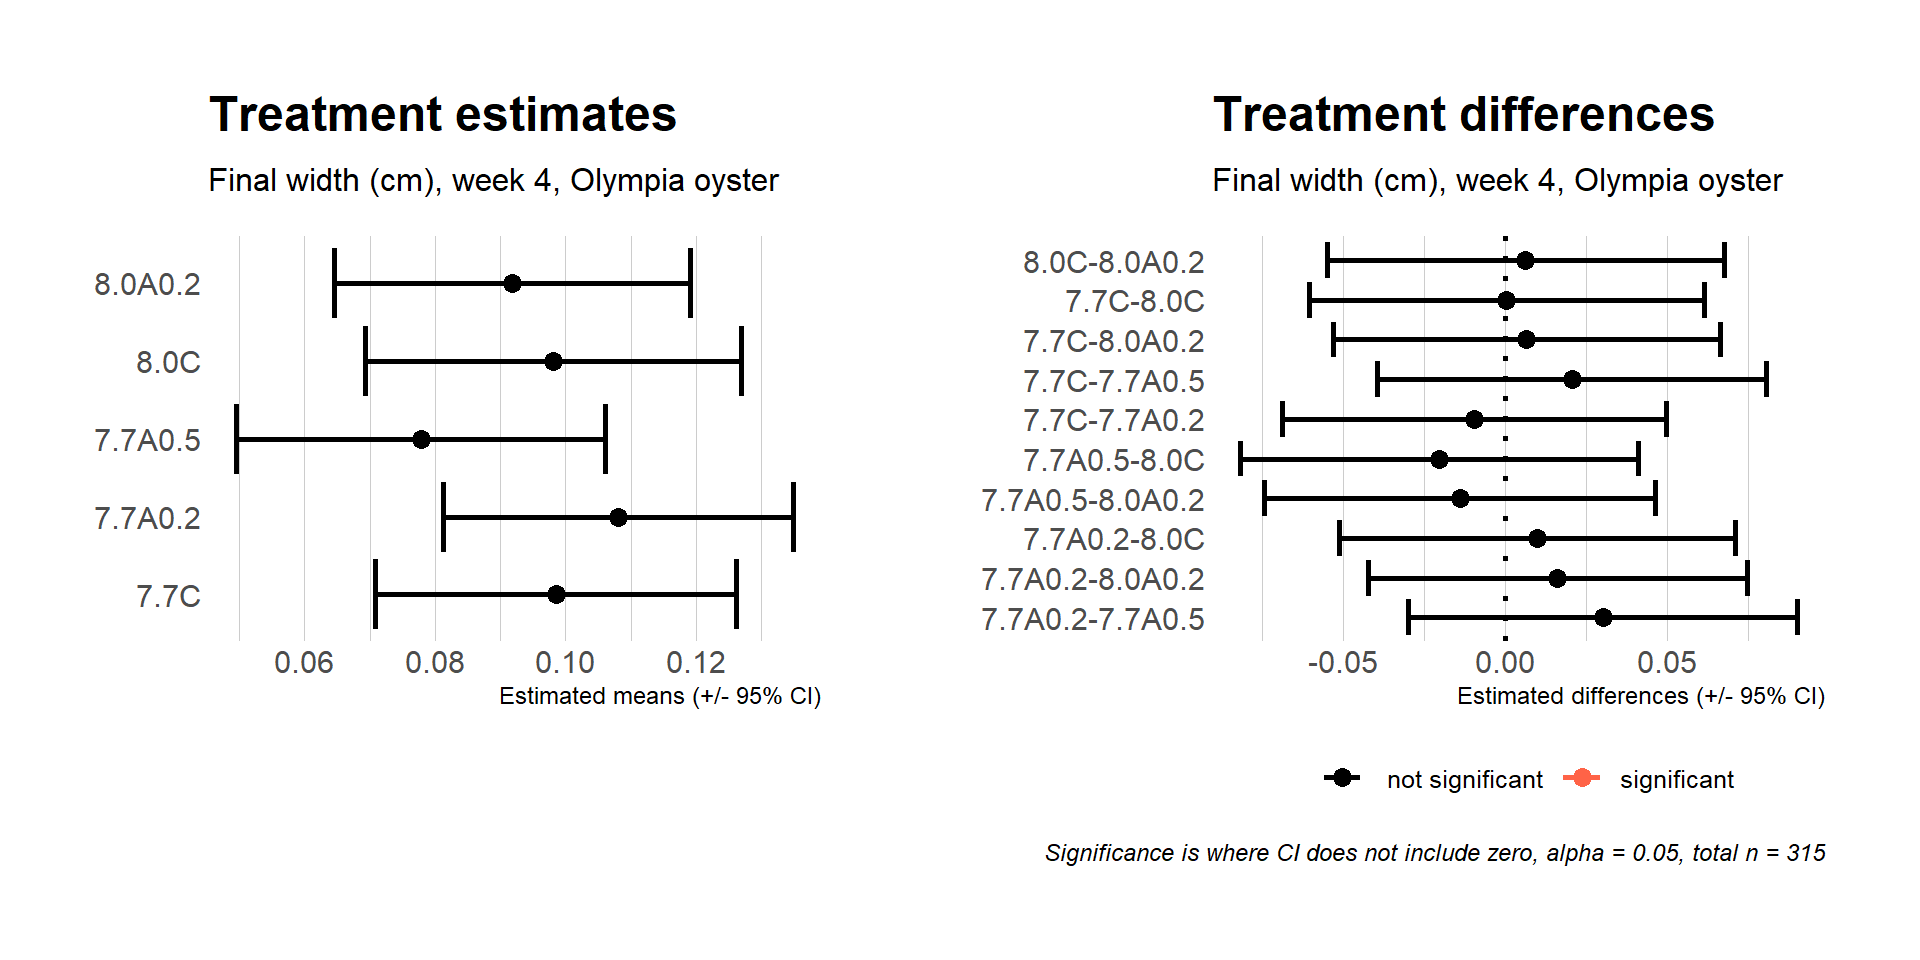 Treatment estimates
Final width (cm), week 4, Olympia oyster
8.0A0.2
8.0C
7.7A0.5
7.7A0.2
7.7C
0.06 0.08 0.10 0.12
Estimated means (+/- 95% CI)
Treatment differences
Final width (cm), week 4, Olympia oyster
8.0C-8.0A0.2
7.7C-8.0C
7.7C-8.0A0.2
7.7C-7.7A0.5
7.7C-7.7A0.2
7.7A0.5-8.0C
7.7A0.5-8.0A0.2
7.7A0.2-8.0C
7.7A0.2-8.0A0.2
7.7A0.2-7.7A0.5
-0.05 0.00 0.05
Estimated differences (+/- 95% CI)
not significant significant
Significance is where CI does not include zero, alpha = 0.05, total n = 315